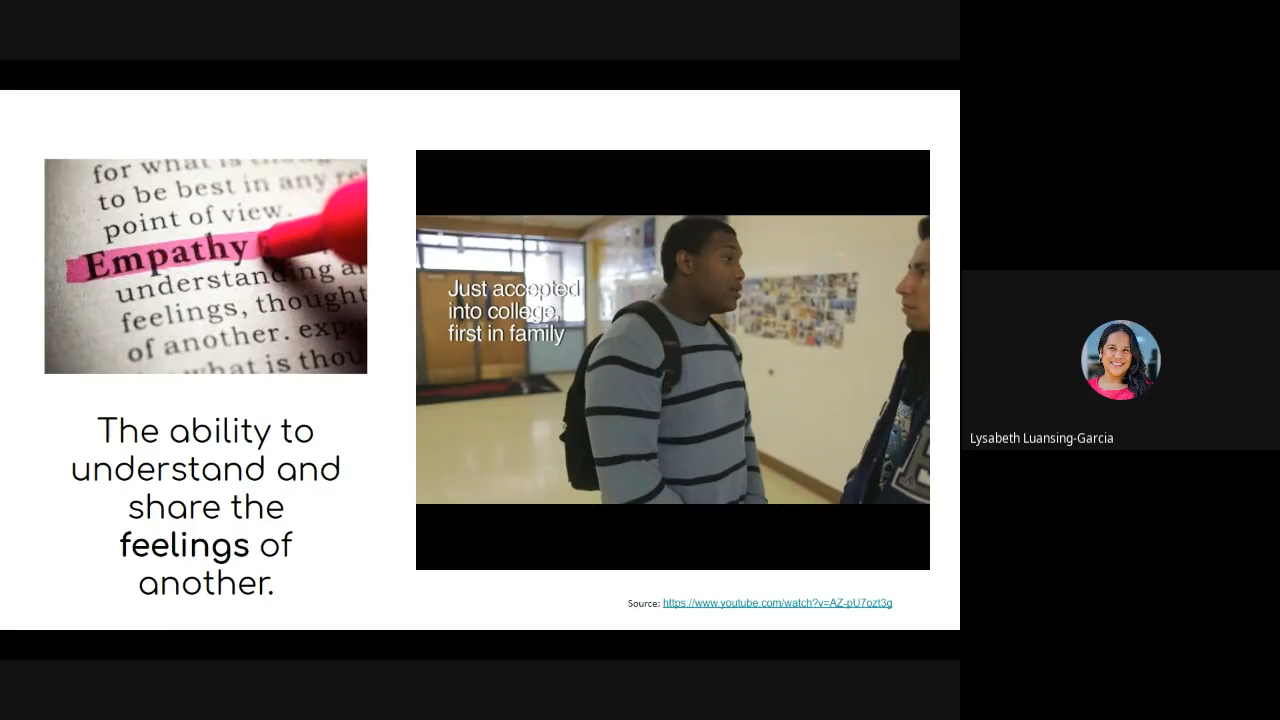 for what is though
to be best in any
point of view.
Empathy
understanding
feelings, thought
of another.
what is thou
The ability to
understand and
share the
feelings of
another.
Just accepted
into college,
first in family
Source: https://www.youtube.com/watch?v=AZ-pU7ozt3g
Lysabeth Luansing-Garcia